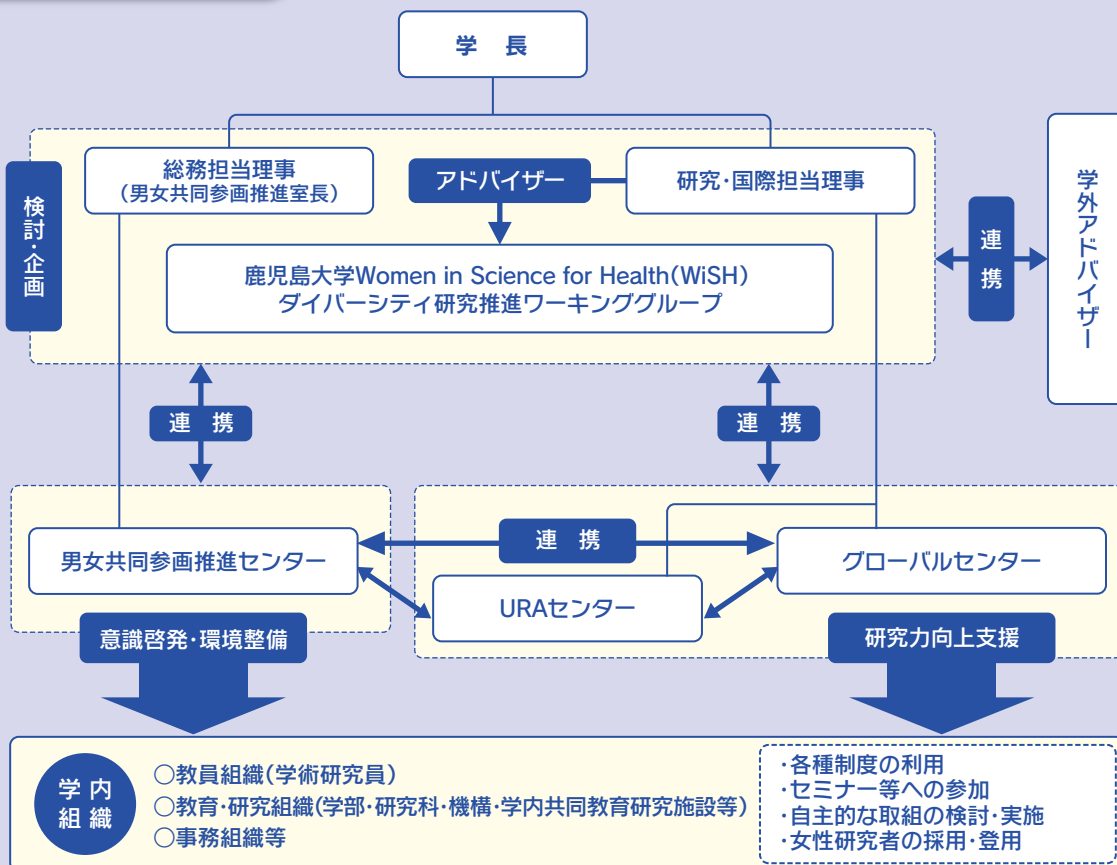 学 長
総務担当理事
(男女共同参画推進室長)
アドバイザー
研究・国際担当理事
検討・企画
鹿児島大学Women in Science for Health(WiSH)
ダイバーシティ研究推進ワーキンググループ
連 携
学外アドバイザー
連 携
連 携
男女共同参画推進センター
連 携
グローバルセンター
URAセンター
意識啓発・環境整備
研究力向上支援
学 内
組 織
○教員組織(学術研究員)
○教育・研究組織(学部・研究科・機構・学内共同教育研究施設等)
○事務組織等
・各種制度の利用
・セミナー等への参加
・自主的な取組の検討・実施
・女性研究者の採用・登用